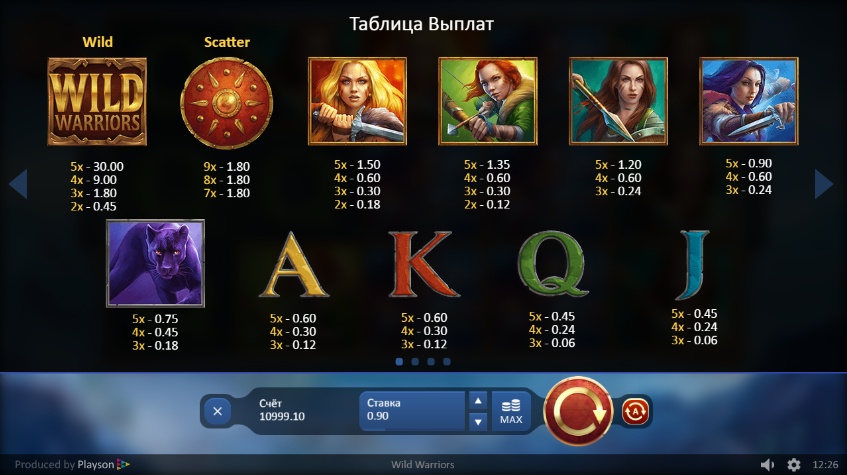 Таблица Выплат
Wild
Scatter
WILD
WARRIORS
5x - 30.00
4x - 9.00
3x - 1.80
2x - 0.45
9x - 1.80
8x - 1.80
7x - 1.80
5x - 1.50
4x - 0.60
3x - 0.30
2x - 0.18
5x - 1.35
4x - 0.60
3x - 0.30
2x - 0.12
5x - 1.20
4x - 0.60
3x - 0.24
5x - 0.90
4x - 0.60
3x - 0.24
A
K
Q
J
5x - 0.75
4x - 0.45
3x - 0.18
5x - 0.60
4x - 0.30
3x - 0.12
5x - 0.60
4x - 0.30
3x - 0.12
5x - 0.45
4x - 0.24
3x - 0.06
5x - 0.45
4x - 0.24
3x - 0.06
Счёт
10999.10
Ставка
0.90
MAX
A
Produced by Playson
Wild Warriors
12:26